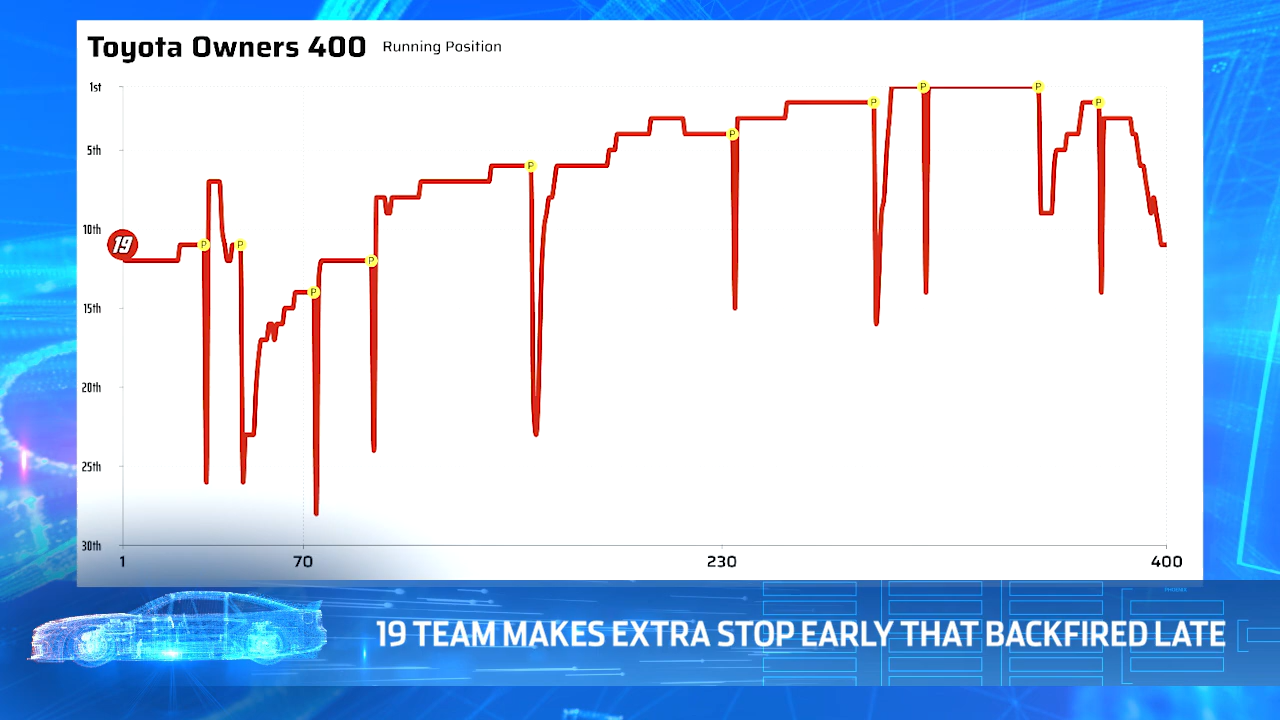 Toyota Owners 400 Running Position
1st
P P P P
P
P
5th
P
10th
19 P P
P
15th
P
20th
25th
30th
1 70 230 400
19 TEAM MAKES EXTRA STOP EARLY THAT BACKFIRED LATE